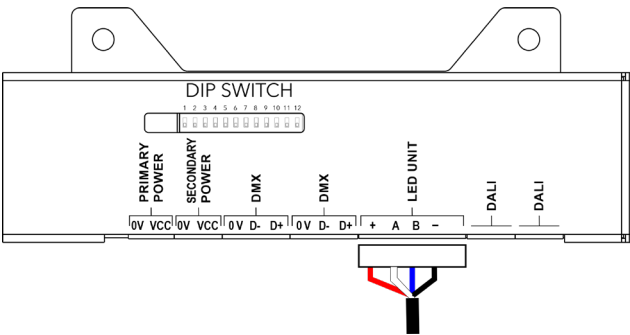 DIP SWITCH
1 2 3 4 5 6 7 8 9 10 11 12
PRIMARY
POWER
SECONDARY
POWER
DMX
DMX
LED UNIT
DALI
DALI
0V VCC 0V VCC 0V D- D+ 0V D- D+ + A B -